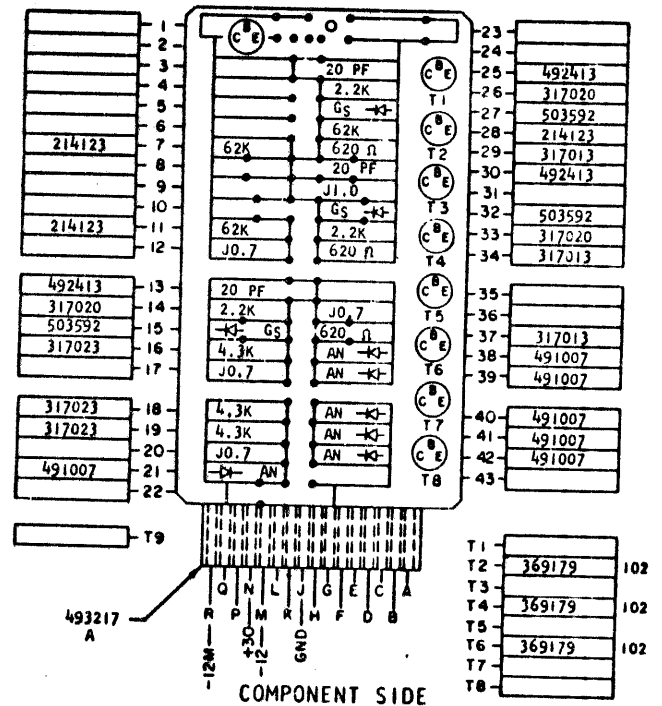 1
2
3
4
5
6
214123 7
8
9
10
214123 11
12
492413 13
317020 14
503592 15
317023 16
17
317023 18
317023 19
20
491007 21
22
T9
493217
A
C B E
62K
62K
J0.7
20 PF
2.2K
GS
4.3K
J0.7
4.3K
4.3K
J0.7
AN
20 PF
2.2K
GS
62K
620 Ω
20 PF
J1.0
GS
2.2K
620 Ω
J0.7
620 Ω
AN
AN
AN
AN
AN
C B E
T1
C B E
T2
C B E
T3
C B E
T4
C B E
T5
C B E
T6
C B E
T7
C B E
T8
23
24
25 492413
26 317020
27 503592
28 214123
29 317013
30 492413
31
32 503592
33 317020
34 317013
35
36
37 317013
38 491007
39 491007
40 491007
41 491007
42 491007
43
R Q P N M L K J H G F E D C B A
-12M +30 -12 GND
COMPONENT SIDE
T1
T2 369179 102
T3
T4 369179 102
T5
T6 369179 102
T7
T8